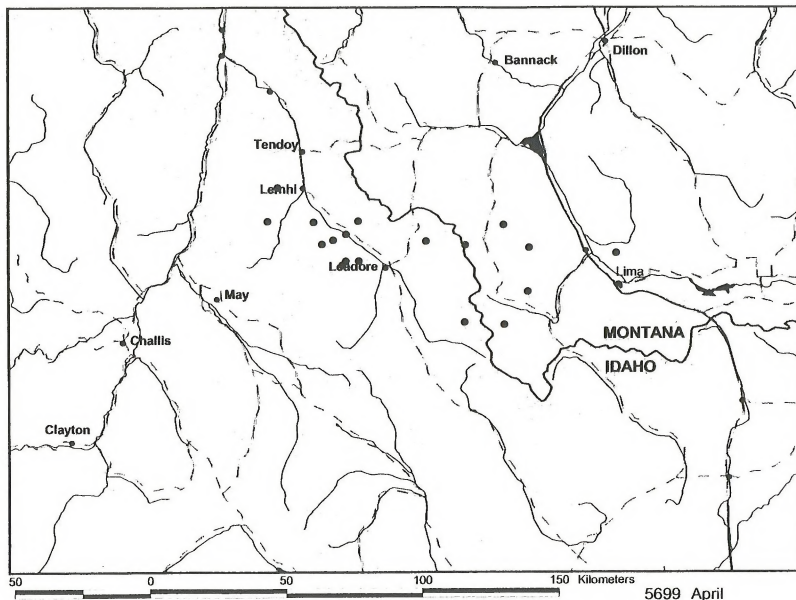 Bannack
Dillon
Tendoy
Lemhi
Leadore
Lima
May
MONTANA
Challis
IDAHO
Clayton
50 0 50 100 150 Kilometers
5699 April